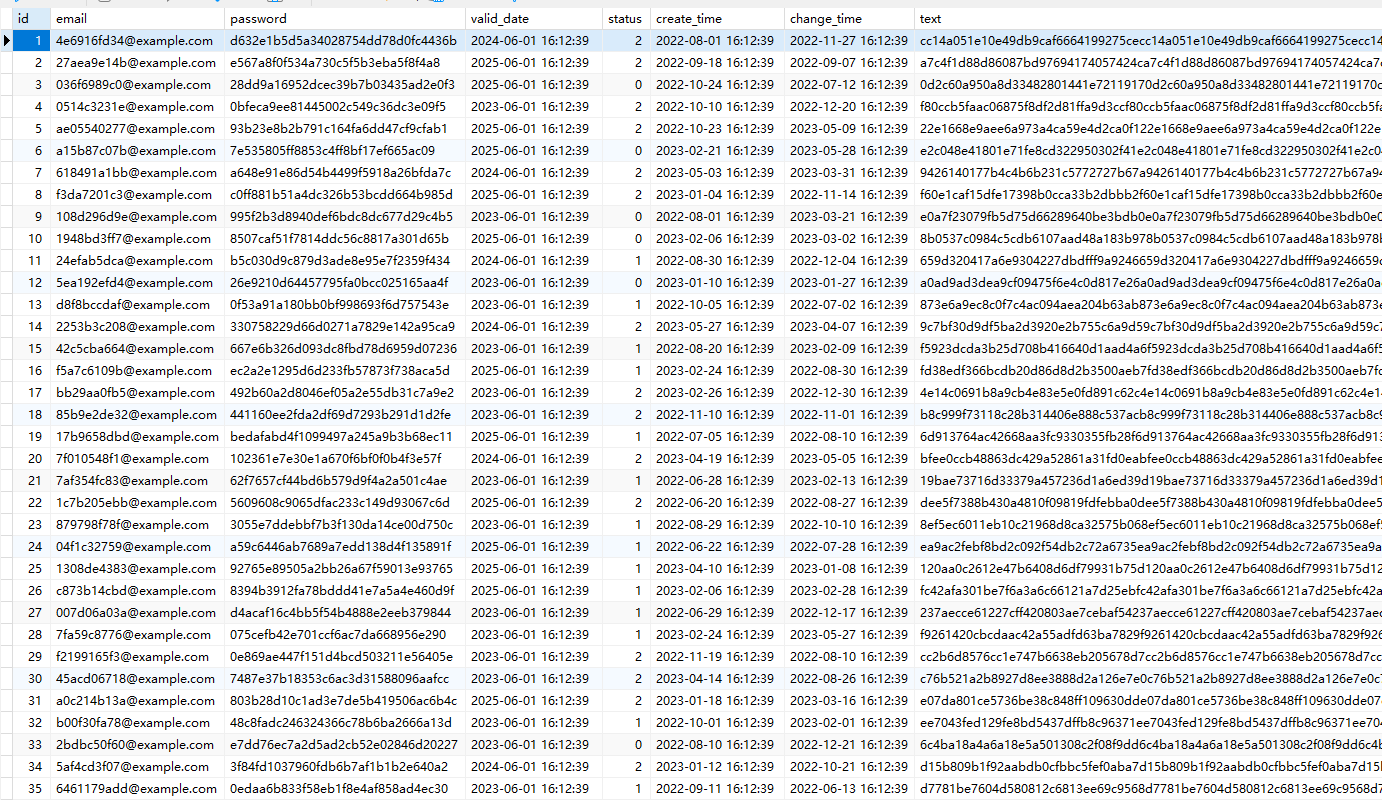 id email password valid_date status create_time change_time text
1 4e6916fd34@example.com d632e1b5d5a34028754dd78d0fc4436b 2024-06-01 16:12:39 2 2022-08-01 16:12:39 2022-11-27 16:12:39 cc14a051e10e49db9caf6664199275cecc14a051e10e49db9caf6664199275cecc14
2 27aea9e14b@example.com e567a8f0f534a730c5f5b3eba5f8f4a8 2025-06-01 16:12:39 2 2022-09-18 16:12:39 2022-09-07 16:12:39 a7c4f1d88d86087bd97694174057424ca7c4f1d88d86087bd97694174057424ca7c
3 036f6989c0@example.com 28dd9a16952dcec39b7b03435ad2e0f3 2025-06-01 16:12:39 0 2022-10-24 16:12:39 2022-07-12 16:12:39 0d2c60a950a8d33482801441e72119170d2c60a950a8d33482801441e72119170d
4 0514c3231e@example.com 0bfeca9ee81445002c549c36dc3e09f5 2023-06-01 16:12:39 2 2022-10-10 16:12:39 2022-12-20 16:12:39 f80ccb5faac06875f8df2d81ffa9d3ccf80ccb5faac06875f8df2d81ffa9d3ccf80ccb5fa
5 ae05540277@example.com 93b23e8b2b791c164fa6dd47cf9cfab1 2025-06-01 16:12:39 2 2022-10-23 16:12:39 2023-05-09 16:12:39 22e1668e9aee6a973a4ca59e4d2ca0f122e1668e9aee6a973a4ca59e4d2ca0f122e
6 a15b87c07b@example.com 7e535805ff8853c4ff8bf17ef665ac09 2025-06-01 16:12:39 0 2023-02-21 16:12:39 2023-05-28 16:12:39 e2c048e41801e71fe8cd322950302f41e2c048e41801e71fe8cd322950302f41e2c04
7 618491a1bb@example.com a648e91e86d54b4499f5918a26bfda7c 2024-06-01 16:12:39 2 2023-05-03 16:12:39 2023-03-31 16:12:39 9426140177b4c4b6b231c5772727b67a9426140177b4c4b6b231c5772727b67a94
8 f3da7201c3@example.com c0ff881b51a4dc326b53bcdd664b985d 2025-06-01 16:12:39 2 2023-01-04 16:12:39 2022-11-14 16:12:39 f60e1caf15dfe17398b0cca33b2dbbb2f60e1caf15dfe17398b0cca33b2dbbb2f60e
9 108d296d9e@example.com 995f2b3d8940def6bdc8dc677d29c4b5 2023-06-01 16:12:39 0 2022-08-01 16:12:39 2023-03-21 16:12:39 e0a7f23079fb5d75d66289640be3bdb0e0a7f23079fb5d75d66289640be3bdb0e0
10 1948bd3ff7@example.com 8507caf51f7814ddc56c8817a301d65b 2025-06-01 16:12:39 0 2023-02-06 16:12:39 2023-03-02 16:12:39 8b0537c0984c5cdb6107aad48a183b978b0537c0984c5cdb6107aad48a183b978b
11 24efab5dca@example.com b5c030d9c879d3ade8e95e7f2359f434 2024-06-01 16:12:39 1 2022-08-30 16:12:39 2022-12-04 16:12:39 659d320417a6e9304227dbdfff9a9246659d320417a6e9304227dbdfff9a9246659d
12 5ea192efd4@example.com 26e9210d64457795fa0bcc025165aa4f 2023-06-01 16:12:39 0 2023-01-10 16:12:39 2023-01-27 16:12:39 a0ad9ad3dea9cf09475f6e4c0d817e26a0ad9ad3dea9cf09475f6e4c0d817e26a0a
13 d8f8bccdaf@example.com 0f53a91a180bb0bf998693f6d757543e 2023-06-01 16:12:39 1 2022-10-05 16:12:39 2022-07-02 16:12:39 873e6a9ec8c0f7c4ac094aea204b63ab873e6a9ec8c0f7c4ac094aea204b63ab873e
14 2253b3c208@example.com 330758229d66d0271a7829e142a95ca9 2024-06-01 16:12:39 2 2023-05-27 16:12:39 2023-04-07 16:12:39 9c7bf30d9df5ba2d3920e2b755c6a9d59c7bf30d9df5ba2d3920e2b755c6a9d59c7
15 42c5cba664@example.com 667e6b326d093dc8fbd78d6959d07236 2023-06-01 16:12:39 1 2022-08-20 16:12:39 2023-02-09 16:12:39 f5923dcda3b25d708b416640d1aad4a6f5923dcda3b25d708b416640d1aad4a6f5
16 f5a7c6109b@example.com ec2a2e1295d6d233fb57873f738aca5d 2025-06-01 16:12:39 1 2023-02-24 16:12:39 2022-08-30 16:12:39 fd38edf366bcdb20d86d8d2b3500aeb7fd38edf366bcdb20d86d8d2b3500aeb7fd
17 bb29aa0fb5@example.com 492b60a2d8046ef05a2e55db31c7a9e2 2023-06-01 16:12:39 2 2023-02-26 16:12:39 2022-12-30 16:12:39 4e14c0691b8a9cb4e83e5e0fd891c62c4e14c0691b8a9cb4e83e5e0fd891c62c4e1
18 85b9e2de32@example.com 441160ee2fda2df69d7293b291d1d2fe 2023-06-01 16:12:39 2 2022-11-10 16:12:39 2022-11-01 16:12:39 b8c999f73118c28b314406e888c537acb8c999f73118c28b314406e888c537acb8c9
19 17b9658dbd@example.com bedafabd4f1099497a245a9b3b68ec11 2025-06-01 16:12:39 1 2022-07-05 16:12:39 2022-08-10 16:12:39 6d913764ac42668aa3fc9330355fb28f6d913764ac42668aa3fc9330355fb28f6d913
20 7f010548f1@example.com 102361e7e30e1a670f6bf0f0b4f3e57f 2024-06-01 16:12:39 2 2023-04-19 16:12:39 2023-05-05 16:12:39 bfee0ccb48863dc429a52861a31fd0eabfee0ccb48863dc429a52861a31fd0eabfee
21 7af354fc83@example.com 62f7657cf44bd6b579d9f4a2a501c4ae 2023-06-01 16:12:39 1 2022-06-28 16:12:39 2023-02-13 16:12:39 19bae73716d33379a457236d1a6ed39d19bae73716d33379a457236d1a6ed39d1
22 1c7b205ebb@example.com 5609608c9065dfac233c149d93067c6d 2025-06-01 16:12:39 2 2022-06-20 16:12:39 2022-08-27 16:12:39 dee5f7388b430a4810f09819fdfebba0dee5f7388b430a4810f09819fdfebba0dee5
23 879798f78f@example.com 3055e7ddebbf7b3f130da14ce00d750c 2023-06-01 16:12:39 1 2022-08-29 16:12:39 2022-10-10 16:12:39 8ef5ec6011eb10c21968d8ca32575b068ef5ec6011eb10c21968d8ca32575b068ef
24 04f1c32759@example.com a59c6446ab7689a7edd138d4f135891f 2025-06-01 16:12:39 1 2022-06-22 16:12:39 2022-07-28 16:12:39 ea9ac2febf8bd2c092f54db2c72a6735ea9ac2febf8bd2c092f54db2c72a6735ea9a
25 1308de4383@example.com 92765e89505a2bb26a67f59013e93765 2025-06-01 16:12:39 1 2023-04-10 16:12:39 2023-01-08 16:12:39 120aa0c2612e47b6408d6df79931b75d120aa0c2612e47b6408d6df79931b75d12
26 c873b14cbd@example.com 8394b3912fa78bddd41e7a5a4e460d9f 2023-06-01 16:12:39 1 2023-02-06 16:12:39 2023-02-28 16:12:39 fc42afa301be7f6a3a6c66121a7d25ebfc42afa301be7f6a3a6c66121a7d25ebfc42a
27 007d06a03a@example.com d4acaf16c4bb5f54b4888e2eeb379844 2023-06-01 16:12:39 1 2022-06-29 16:12:39 2022-12-17 16:12:39 237aecce61227cff420803ae7cebaf54237aecce61227cff420803ae7cebaf54237aec
28 7fa59c8776@example.com 075cefb42e701ccf6ac7da668956e290 2023-06-01 16:12:39 1 2023-02-24 16:12:39 2023-05-27 16:12:39 f9261420cbcdaac42a55adfd63ba7829f9261420cbcdaac42a55adfd63ba7829f926
29 f2199165f3@example.com 0e869ae447f151d4bcd503211e56405e 2023-06-01 16:12:39 2 2022-11-19 16:12:39 2022-08-10 16:12:39 cc2b6d8576cc1e747b6638eb205678d7cc2b6d8576cc1e747b6638eb205678d7cc
30 45acd06718@example.com 7487e37b18353c6ac3d31588096aafcc 2023-06-01 16:12:39 2 2023-04-14 16:12:39 2022-08-26 16:12:39 c76b521a2b8927d8ee3888d2a126e7e0c76b521a2b8927d8ee3888d2a126e7e0c7
31 a0c214b13a@example.com 803b28d10c1ad3e7de5b419506ac6b4c 2025-06-01 16:12:39 2 2023-01-18 16:12:39 2023-03-16 16:12:39 e07da801ce5736be38c848ff109630dde07da801ce5736be38c848ff109630dde07
32 b00f30fa78@example.com 48c8fadc246324366c78b6ba2666a13d 2023-06-01 16:12:39 1 2022-10-01 16:12:39 2023-02-01 16:12:39 ee7043fed129fe8bd5437dffb8c96371ee7043fed129fe8bd5437dffb8c96371ee704
33 2bdbc50f60@example.com e7dd76ec7a2d5ad2cb52e02846d20227 2023-06-01 16:12:39 0 2022-08-10 16:12:39 2022-12-21 16:12:39 6c4ba18a4a6a18e5a501308c2f08f9dd6c4ba18a4a6a18e5a501308c2f08f9dd6c4b
34 5af4cd3f07@example.com 3f84fd1037960fdb6b7af1b1b2e640a2 2024-06-01 16:12:39 2 2023-01-12 16:12:39 2022-10-21 16:12:39 d15b809b1f92aabdb0cfbbc5fef0aba7d15b809b1f92aabdb0cfbbc5fef0aba7d15
35 6461179add@example.com 0edaa6b833f58eb1f8e4af858ad4ec30 2023-06-01 16:12:39 1 2022-09-11 16:12:39 2022-06-13 16:12:39 d7781be7604d580812c6813ee69c9568d7781be7604d580812c6813ee69c9568d7